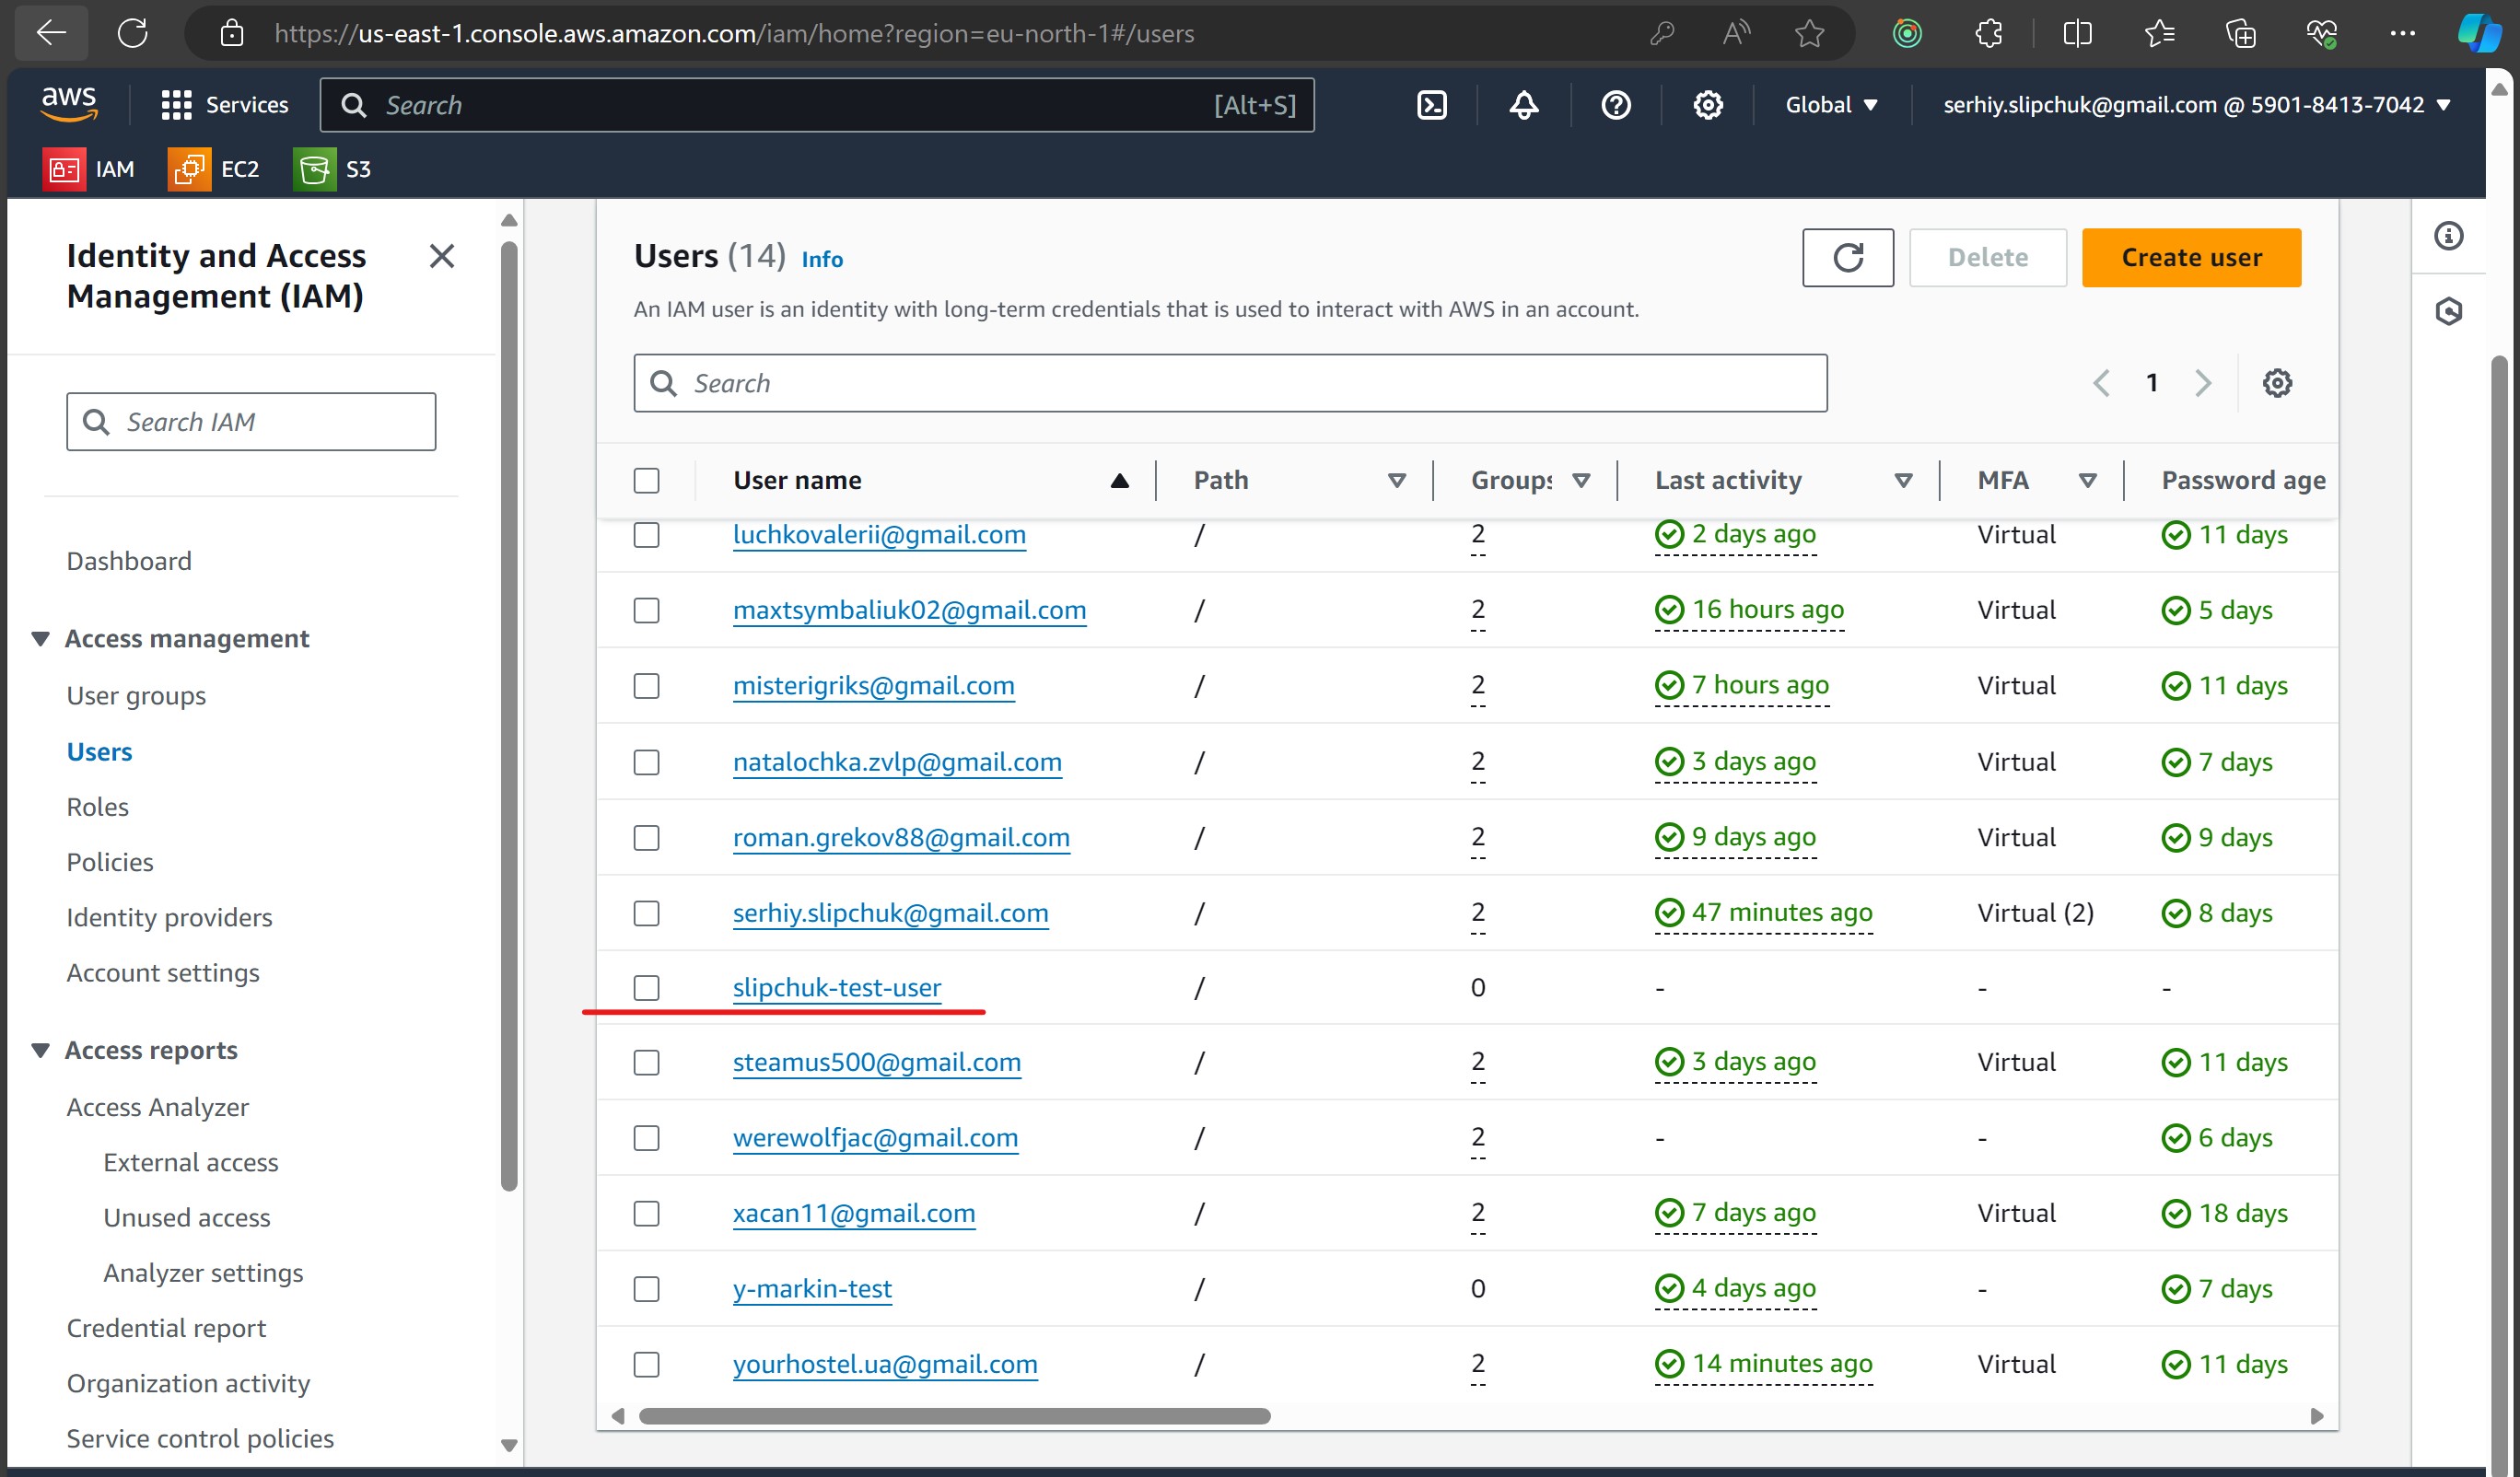 https://us-east-1.console.aws.amazon.com/iam/home?region=eu-north-1#/users
aws Services Search [Alt+S] Global serhiy.slipchuk@gmail.com @ 5901-8413-7042
IAM EC2 S3
Identity and Access
Management (IAM)
Search IAM
Dashboard
Access management
User groups
Users
Roles
Policies
Identity providers
Account settings
Access reports
Access Analyzer
External access
Unused access
Analyzer settings
Credential report
Organization activity
Service control policies
Users (14) Info
Delete
Create user
An IAM user is an identity with long-term credentials that is used to interact with AWS in an account.
Search
1
User name Path Groups Last activity MFA Password age
luchkovalerii@gmail.com / 2 2 days ago Virtual 11 days
maxtsymbaliuk02@gmail.com / 2 16 hours ago Virtual 5 days
misterigriks@gmail.com / 2 7 hours ago Virtual 11 days
natalochka.zvlp@gmail.com / 2 3 days ago Virtual 7 days
roman.grekov88@gmail.com / 2 9 days ago Virtual 9 days
serhiy.slipchuk@gmail.com / 2 47 minutes ago Virtual (2) 8 days
slipchuk-test-user / 0 - - -
steamus500@gmail.com / 2 3 days ago Virtual 11 days
werewolfjac@gmail.com / 2 - - 6 days
xacan11@gmail.com / 2 7 days ago Virtual 18 days
y-markin-test / 0 4 days ago - 7 days
yourhostel.ua@gmail.com / 2 14 minutes ago Virtual 11 days